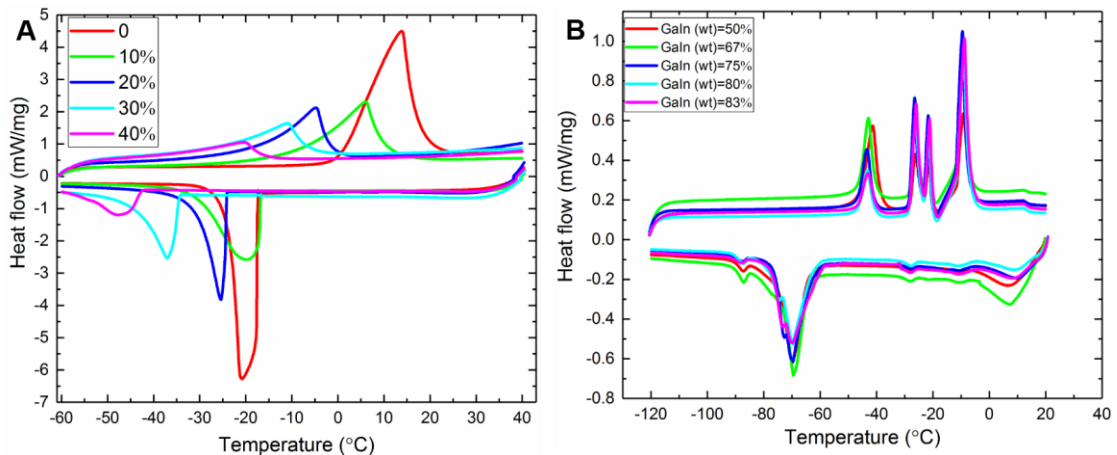 A
0
10%
20%
30%
40%
5
4
3
2
1
0
-1
-2
-3
-4
-5
-6
-7
Heat flow (mW/mg)
-60 -50 -40 -30 -20 -10 0 10 20 30 40
Temperature (°C)
B
GaIn (wt)=50%
GaIn (wt)=67%
GaIn (wt)=75%
GaIn (wt)=80%
GaIn (wt)=83%
1.0
0.8
0.6
0.4
0.2
0.0
-0.2
-0.4
-0.6
-0.8
Heat flow (mW/mg)
-120 -100 -80 -60 -40 -20 0 20 40
Temperature (°C)